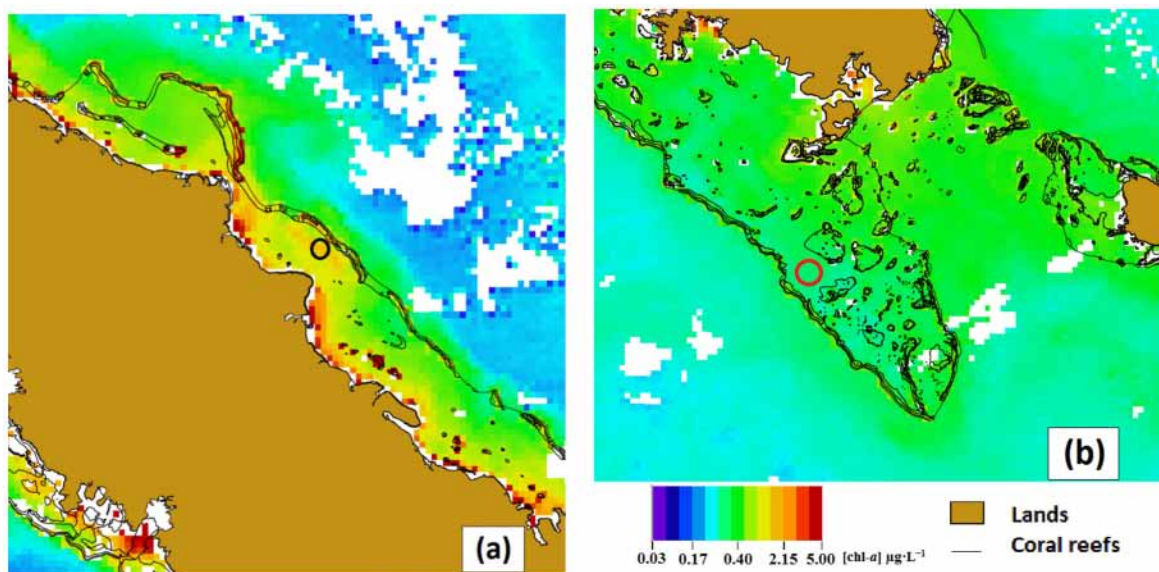 (a)
(b)
0.03 0.17 0.40 2.15 5.00 [chl-a] µg·L⁻¹
Lands
Coral reefs